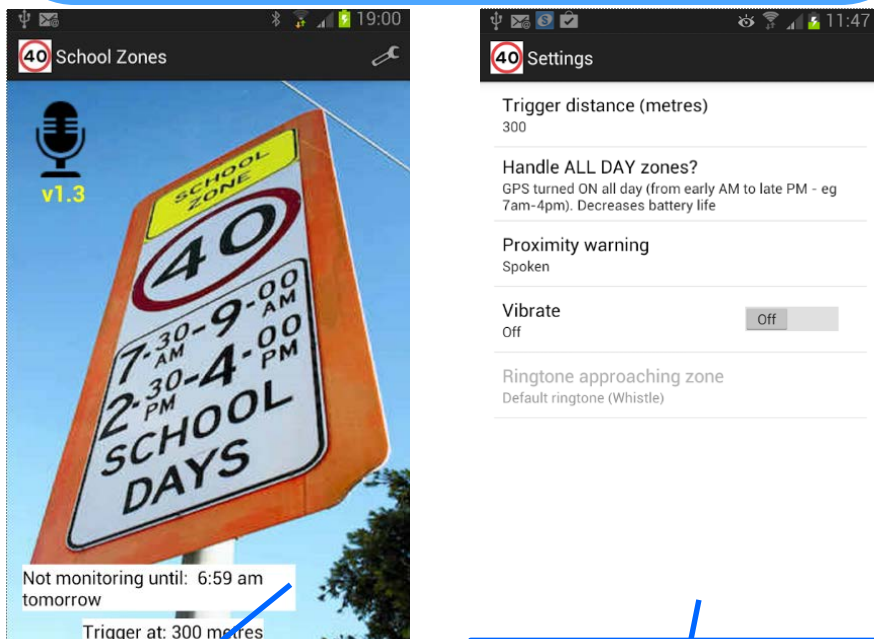 19:00
40 School Zones
v1.3
SCHOOL
ZONE
40
7-30-9-00
AM AM
2-30-4-00
PM PM
SCHOOL
DAYS
Not monitoring until: 6:59 am
tomorrow
Trigger at: 300 metres
11:47
40 Settings
Trigger distance (metres)
300
Handle ALL DAY zones?
GPS turned ON all day (from early AM to late PM - eg
7am-4pm). Decreases battery life
Proximity warning
Spoken
Vibrate
Off
Off
Ringtone approaching zone
Default ringtone (Whistle)